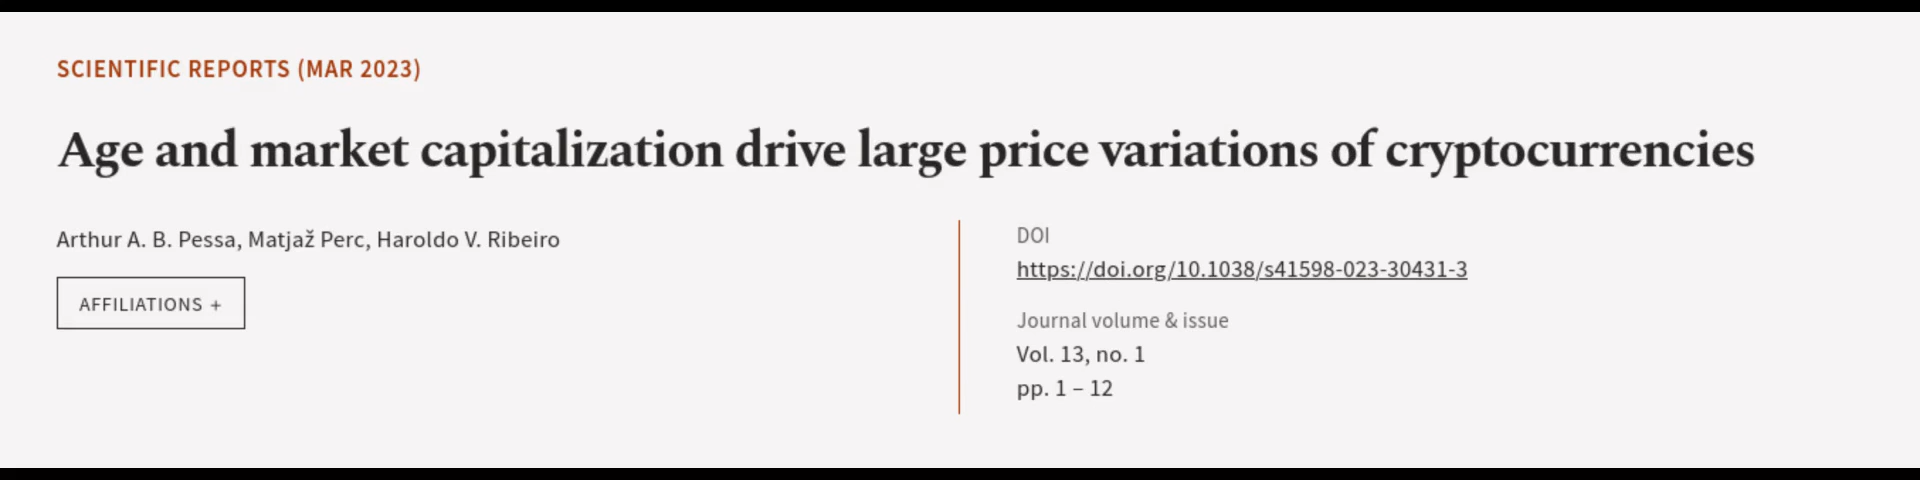 SCIENTIFIC REPORTS (MAR 2023)
Age and market capitalization drive large price variations of cryptocurrencies
Arthur A. B. Pessa, Matjaž Perc, Haroldo V. Ribeiro
AFFILIATIONS +
DOI
https://doi.org/10.1038/s41598-023-30431-3
Journal volume & issue
Vol. 13, no. 1
pp. 1 – 12